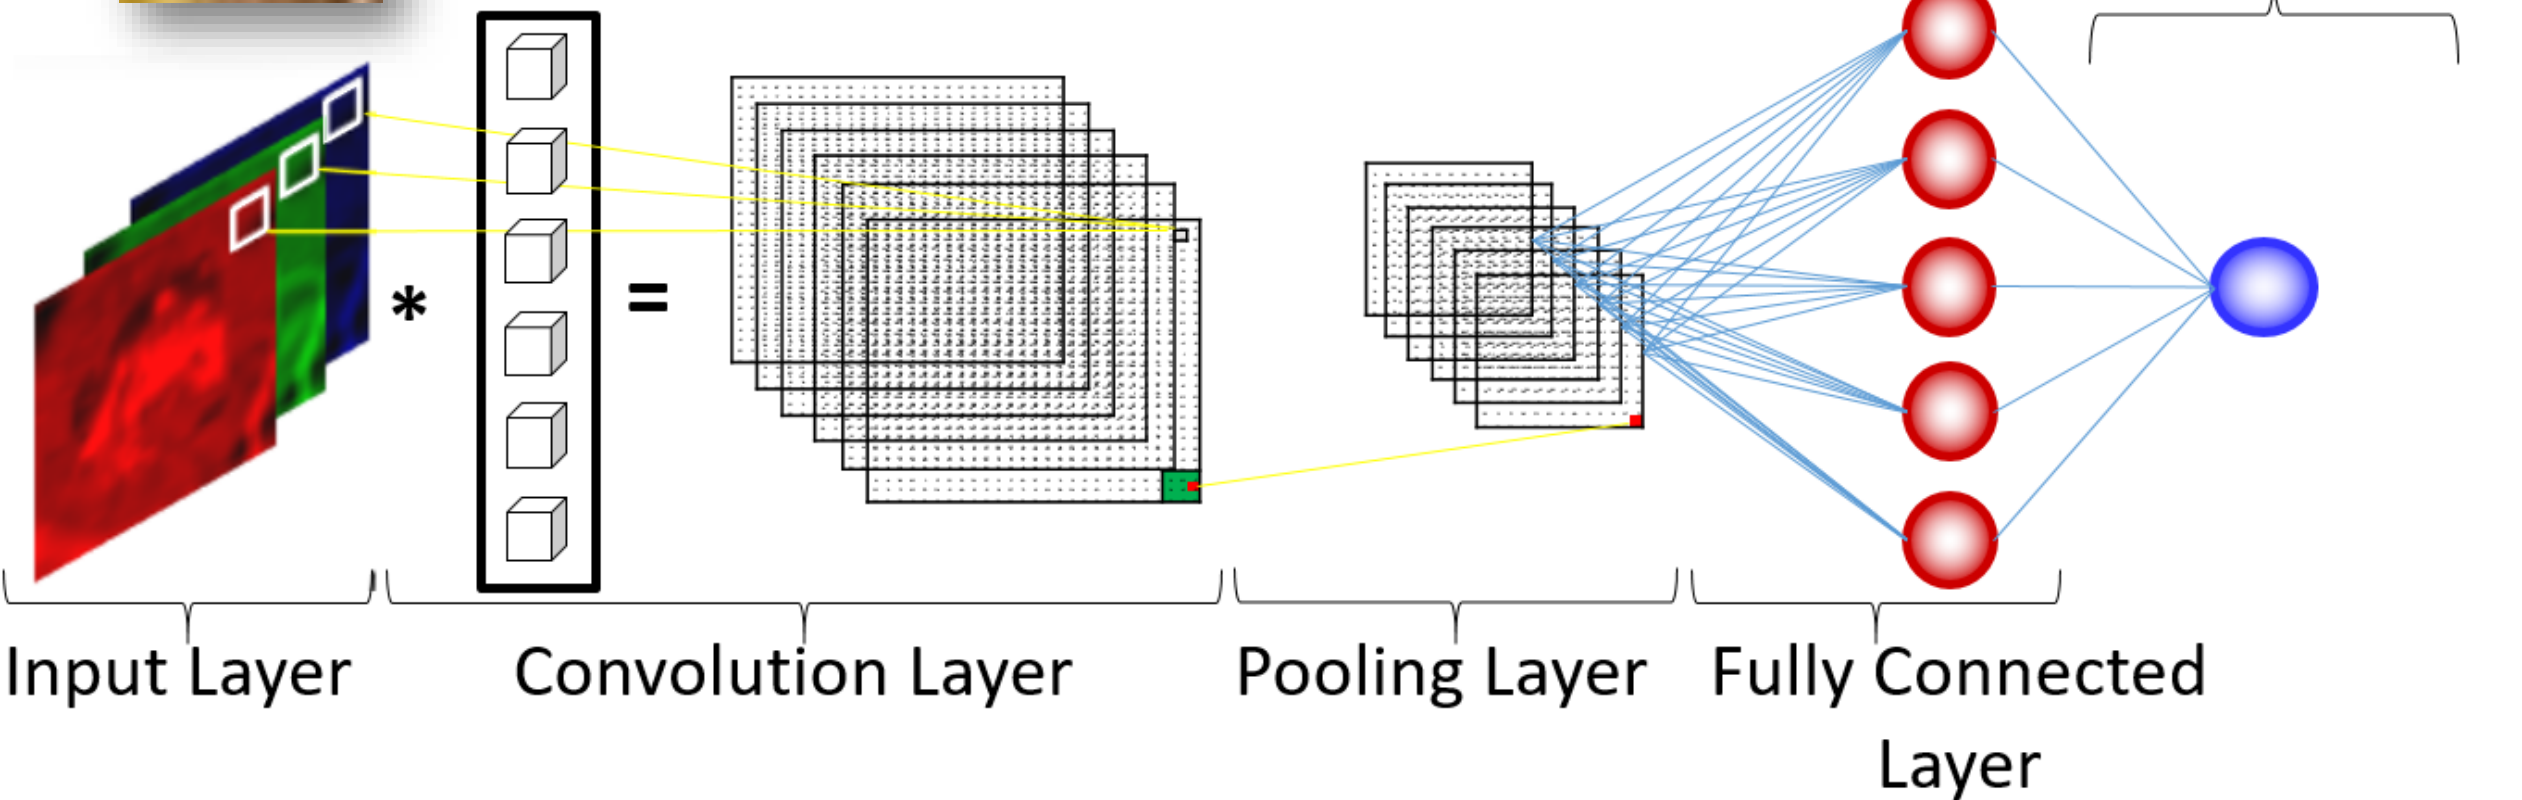 *
=
Input Layer
Convolution Layer
Pooling Layer
Fully Connected
Layer